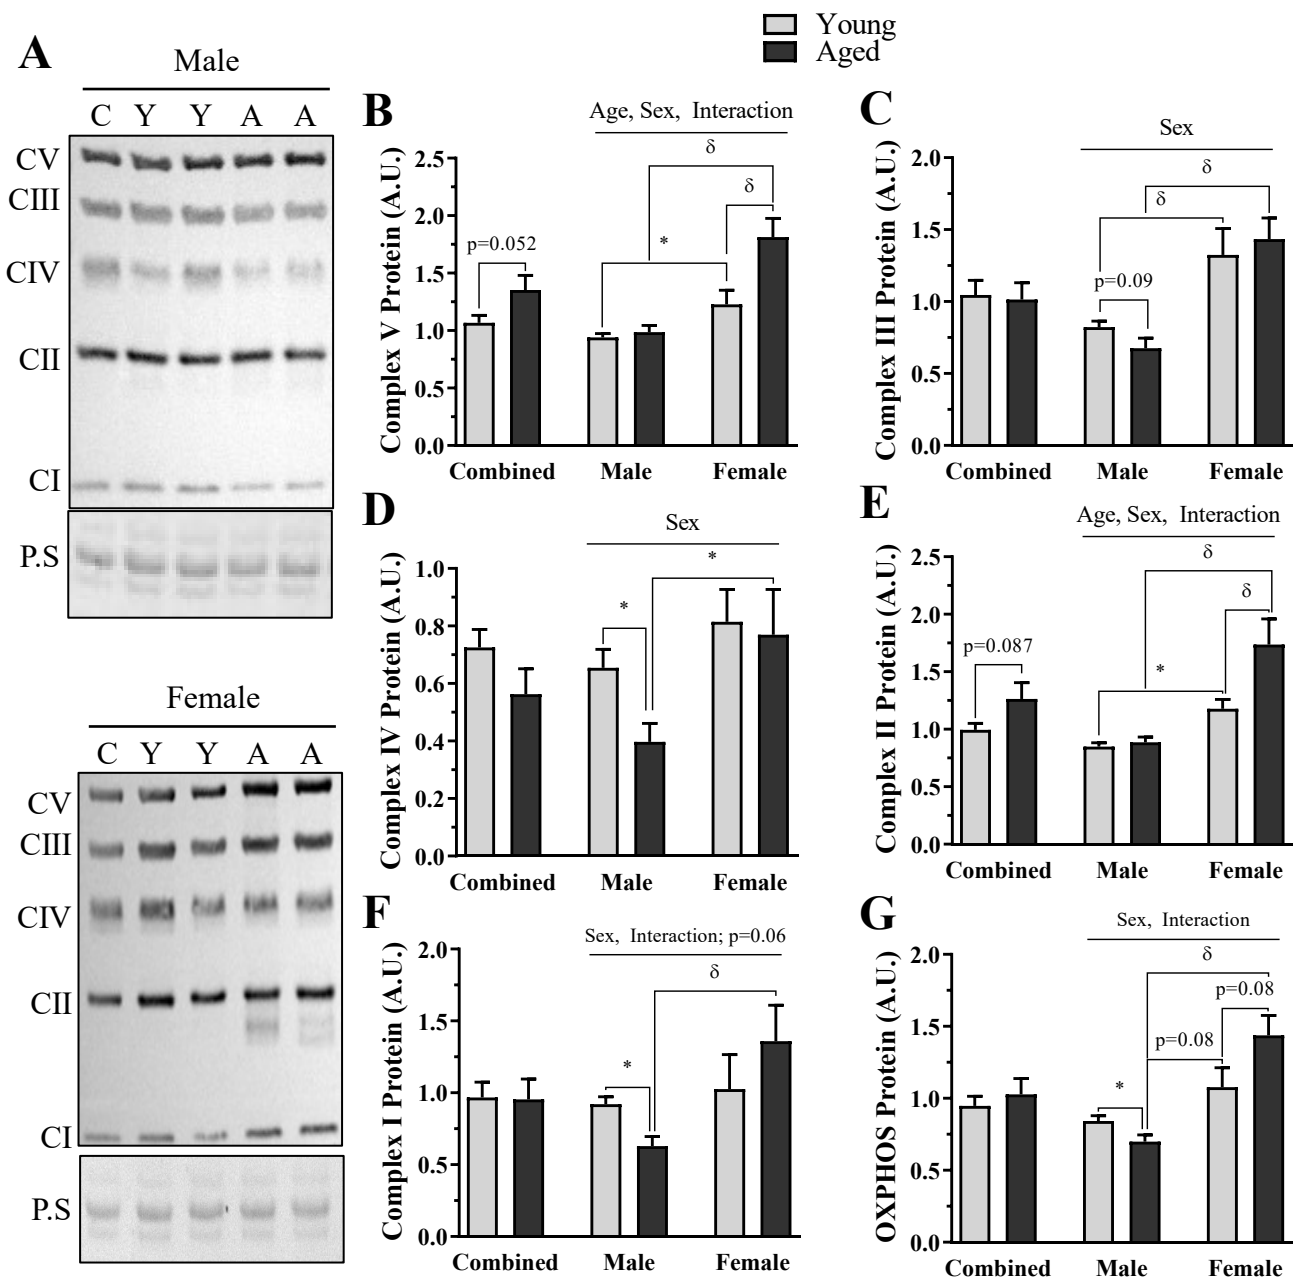 Young
Aged
A
Male
C Y Y A A
CV
CIII
CIV
CII
CI
P.S
Female
C Y Y A A
CV
CIII
CIV
CII
CI
P.S
B
Age, Sex, Interaction
δ
δ
*
p=0.052
Complex V Protein (A.U.)
2.5
2.0
1.5
1.0
0.5
0.0
Combined Male Female
C
Sex
δ
δ
p=0.09
Complex III Protein (A.U.)
2.0
1.5
1.0
0.5
0.0
Combined Male Female
D
Sex
*
*
Complex IV Protein (A.U.)
1.0
0.8
0.6
0.4
0.2
0.0
Combined Male Female
E
Age, Sex, Interaction
δ
δ
*
p=0.087
Complex II Protein (A.U.)
2.5
2.0
1.5
1.0
0.5
0.0
Combined Male Female
F
Sex, Interaction; p=0.06
δ
*
Complex I Protein (A.U.)
2.0
1.5
1.0
0.5
0.0
Combined Male Female
G
Sex, Interaction
δ
p=0.08
p=0.08
*
OXPHOS Protein (A.U.)
2.0
1.5
1.0
0.5
0.0
Combined Male Female